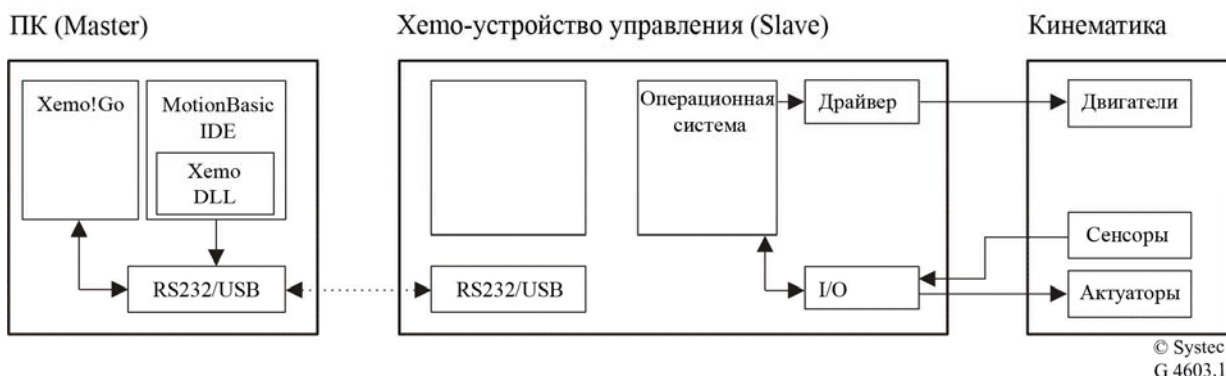 ПК (Master)
Xemo-устройство управления (Slave)
Кинематика
Xemo!Go
MotionBasic
IDE
Xemo
DLL
RS232/USB
RS232/USB
Операционная
система
Драйвер
I/O
Двигатели
Сенсоры
Актуаторы
© Systec
G 4603.1